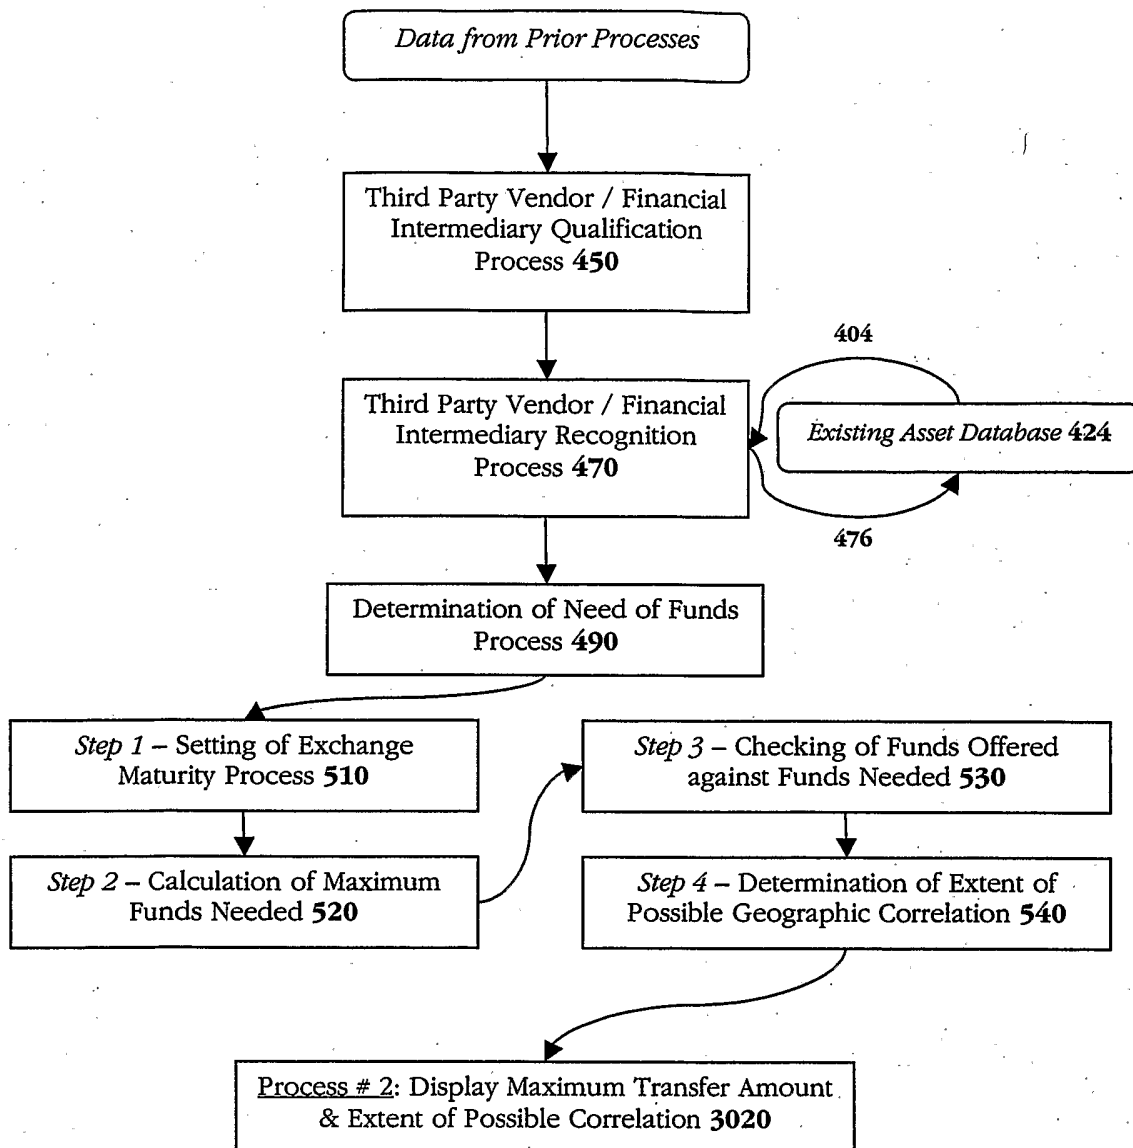 Data from Prior Processes
Third Party Vendor / Financial
Intermediary Qualification
Process 450
404
Third Party Vendor / Financial
Intermediary Recognition
Process 470
Existing Asset Database 424
476
Determination of Need of Funds
Process 490
Step 1 – Setting of Exchange
Maturity Process 510
Step 2 – Calculation of Maximum
Funds Needed 520
Step 3 – Checking of Funds Offered
against Funds Needed 530
Step 4 – Determination of Extent of
Possible Geographic Correlation 540
Process # 2: Display Maximum Transfer Amount
& Extent of Possible Correlation 3020